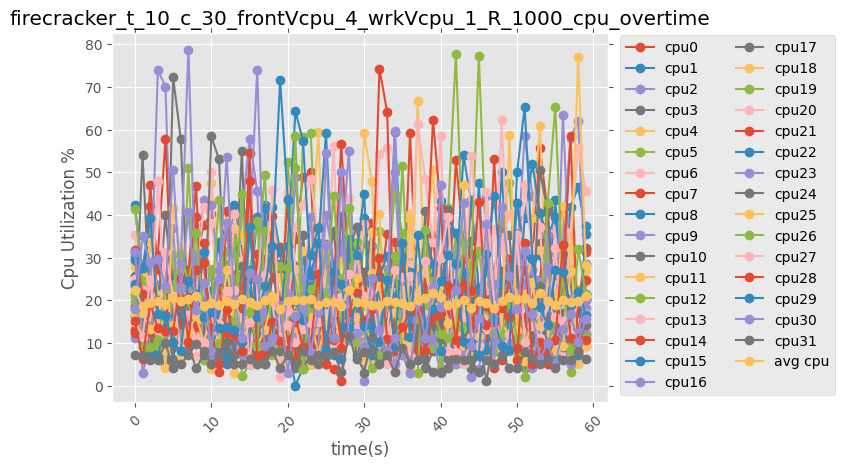 firecracker_t_10_c_30_frontVcpu_4_wrkVcpu_1_R_1000_cpu_overtime
Cpu Utilization %
80
70
60
50
40
30
20
10
0
0
10
20
30
40
50
60
time(s)
cpu0
cpu1
cpu2
cpu3
cpu4
cpu5
cpu6
cpu7
cpu8
cpu9
cpu10
cpu11
cpu12
cpu13
cpu14
cpu15
cpu16
cpu17
cpu18
cpu19
cpu20
cpu21
cpu22
cpu23
cpu24
cpu25
cpu26
cpu27
cpu28
cpu29
cpu30
cpu31
avg cpu